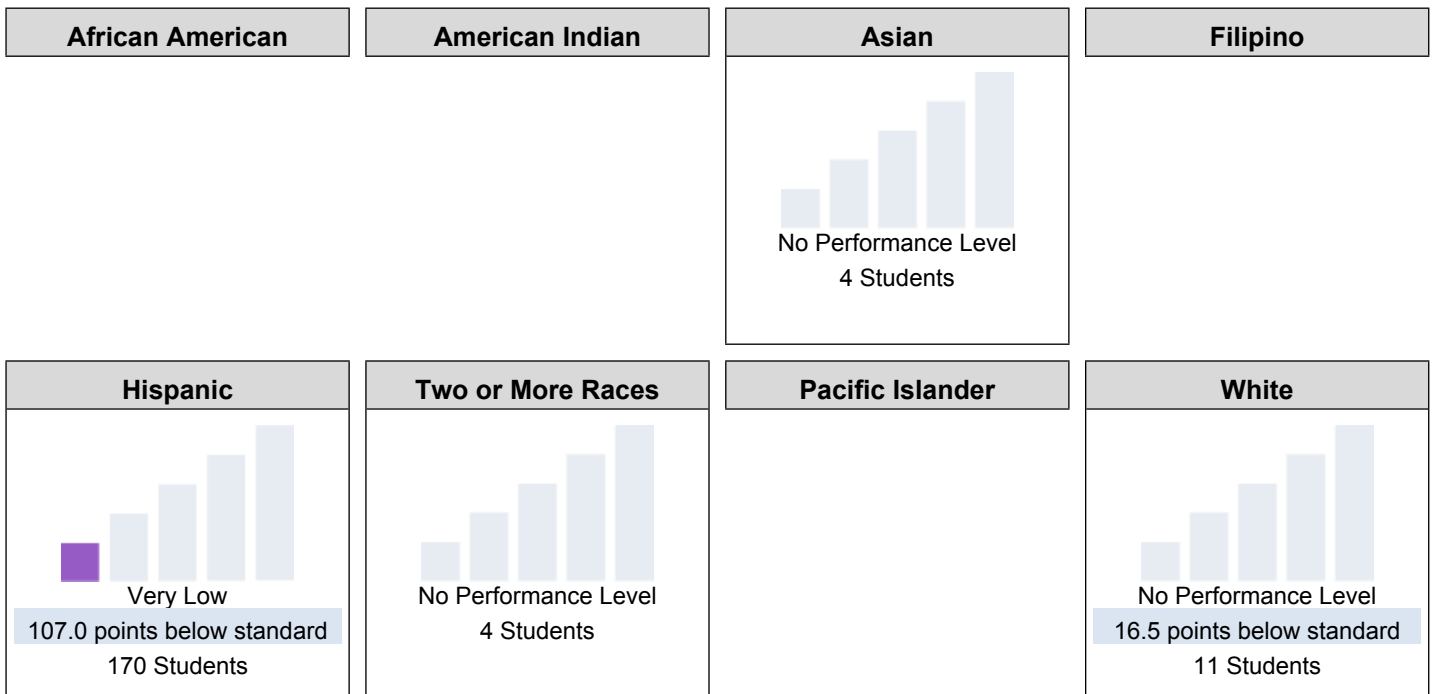 African American
American Indian
Asian
Filipino
No Performance Level
4 Students
Hispanic
Two or More Races
Pacific Islander
White
Very Low
107.0 points below standard
170 Students
No Performance Level
4 Students
No Performance Level
16.5 points below standard
11 Students